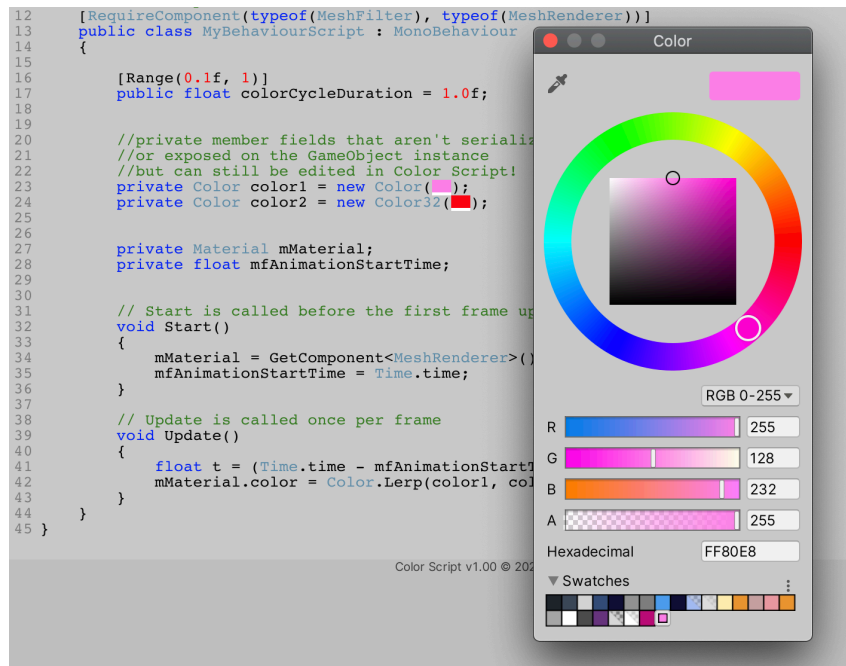 12 [RequireComponent(typeof(MeshFilter), typeof(MeshRenderer))]
13 public class MyBehaviourScript : MonoBehaviour
14 {
15
16 [Range(0.1f, 1)]
17 public float colorCycleDuration = 1.0f;
18
19
20 //private member fields that aren't serializ
21 //or exposed on the GameObject instance
22 //but can still be edited in Color Script!
23 private Color color1 = new Color( );
24 private Color color2 = new Color32( );
25
26
27 private Material mMaterial;
28 private float mfAnimationStartTime;
29
30
31 // Start is called before the first frame up
32 void Start()
33 {
34 mMaterial = GetComponent<MeshRenderer>()
35 mfAnimationStartTime = Time.time;
36 }
37
38 // Update is called once per frame
39 void Update()
40 {
41 float t = (Time.time - mfAnimationStartT
42 mMaterial.color = Color.Lerp(color1, col
43 }
44 }
45 }
Color Script v1.00 © 202
Color
RGB 0-255
R 255
G 128
B 232
A 255
Hexadecimal FF80E8
Swatches